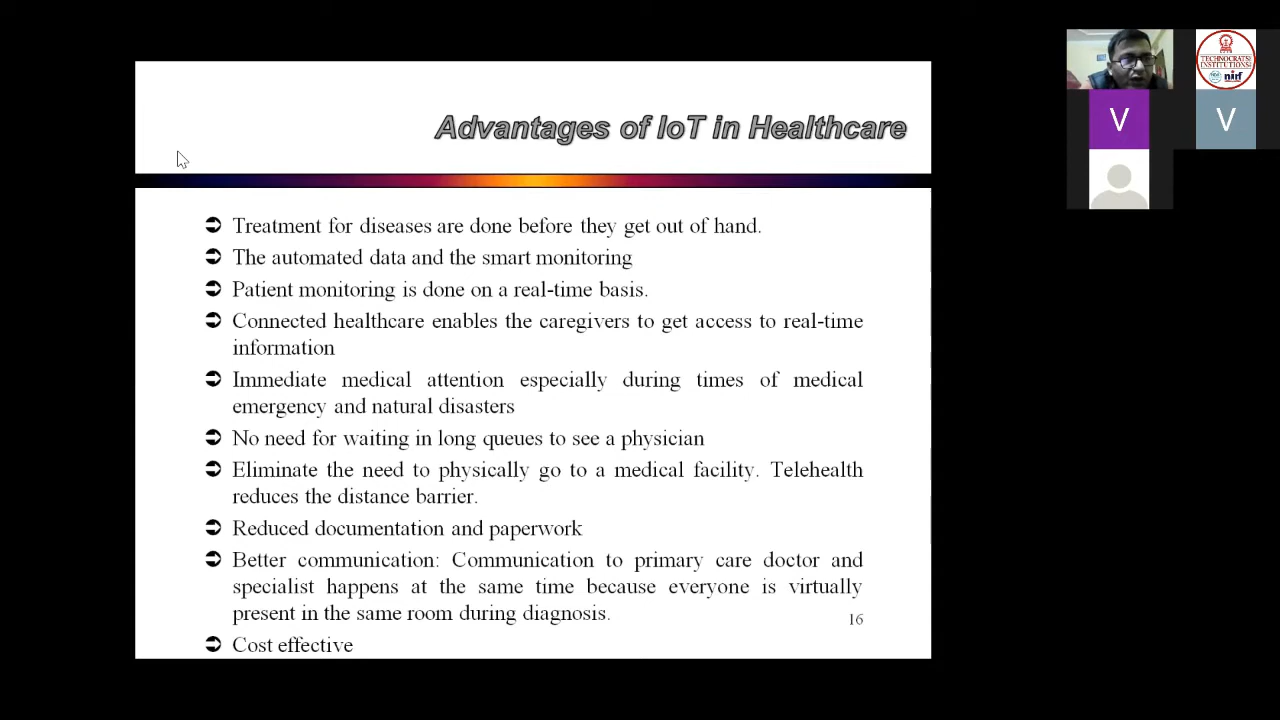 Advantages of IoT in Healthcare
➲ Treatment for diseases are done before they get out of hand.
➲ The automated data and the smart monitoring
➲ Patient monitoring is done on a real-time basis.
➲ Connected healthcare enables the caregivers to get access to real-time
information
➲ Immediate medical attention especially during times of medical
emergency and natural disasters
➲ No need for waiting in long queues to see a physician
➲ Eliminate the need to physically go to a medical facility. Telehealth
reduces the distance barrier.
➲ Reduced documentation and paperwork
➲ Better communication: Communication to primary care doctor and
specialist happens at the same time because everyone is virtually
present in the same room during diagnosis.
16
➲ Cost effective
TECHNOCRATS
INSTITUTIONS
nirf
V
V